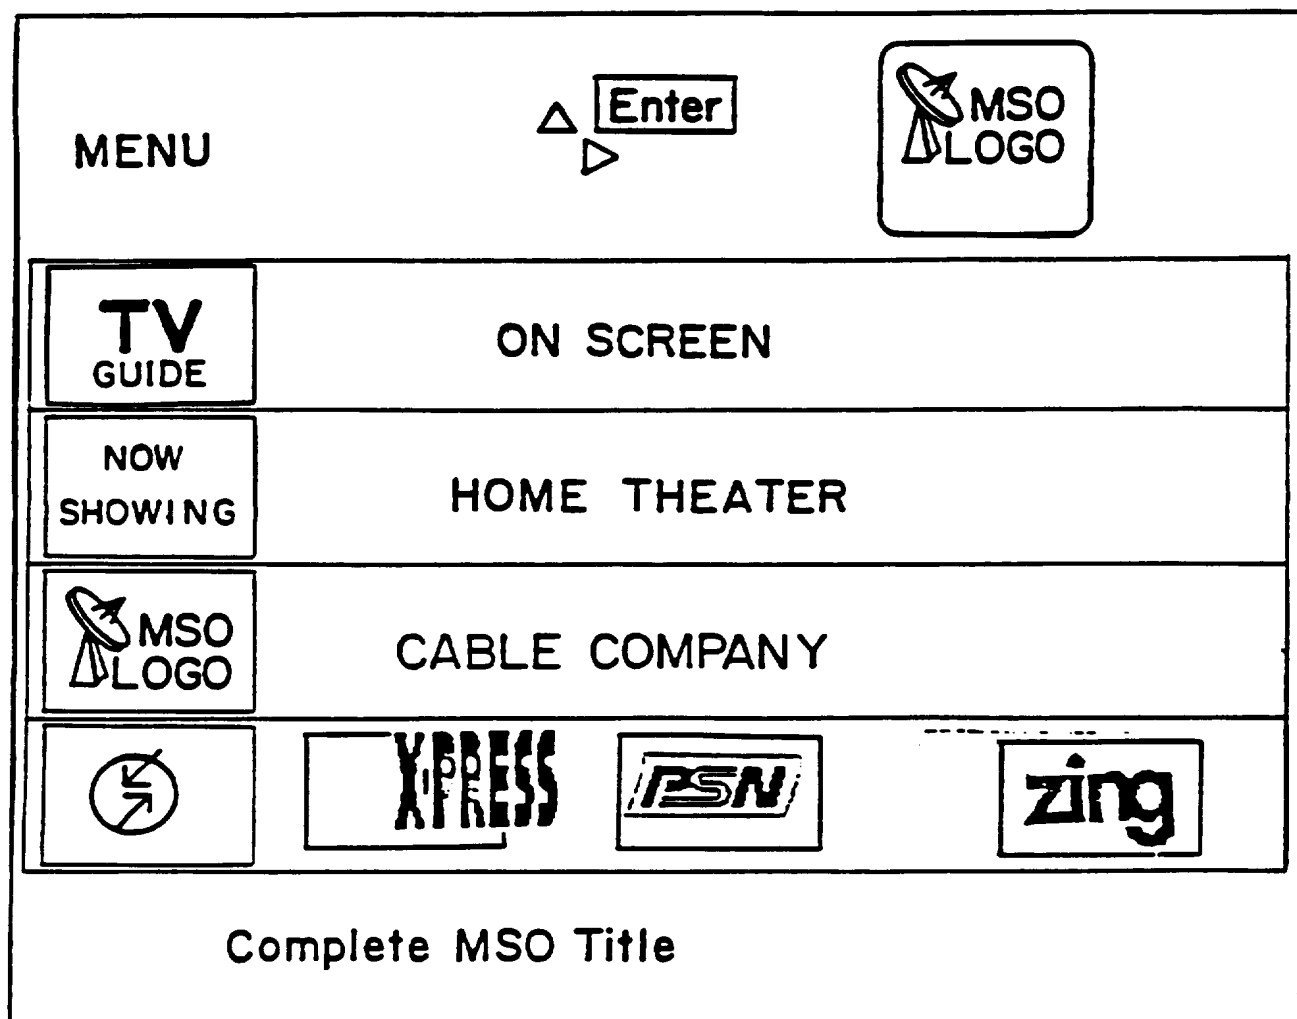 MENU
Enter
MSO
LOGO
TV
GUIDE
ON SCREEN
NOW
SHOWING
HOME THEATER
MSO
LOGO
CABLE COMPANY
X-PRESS
PSN
zing
Complete MSO Title